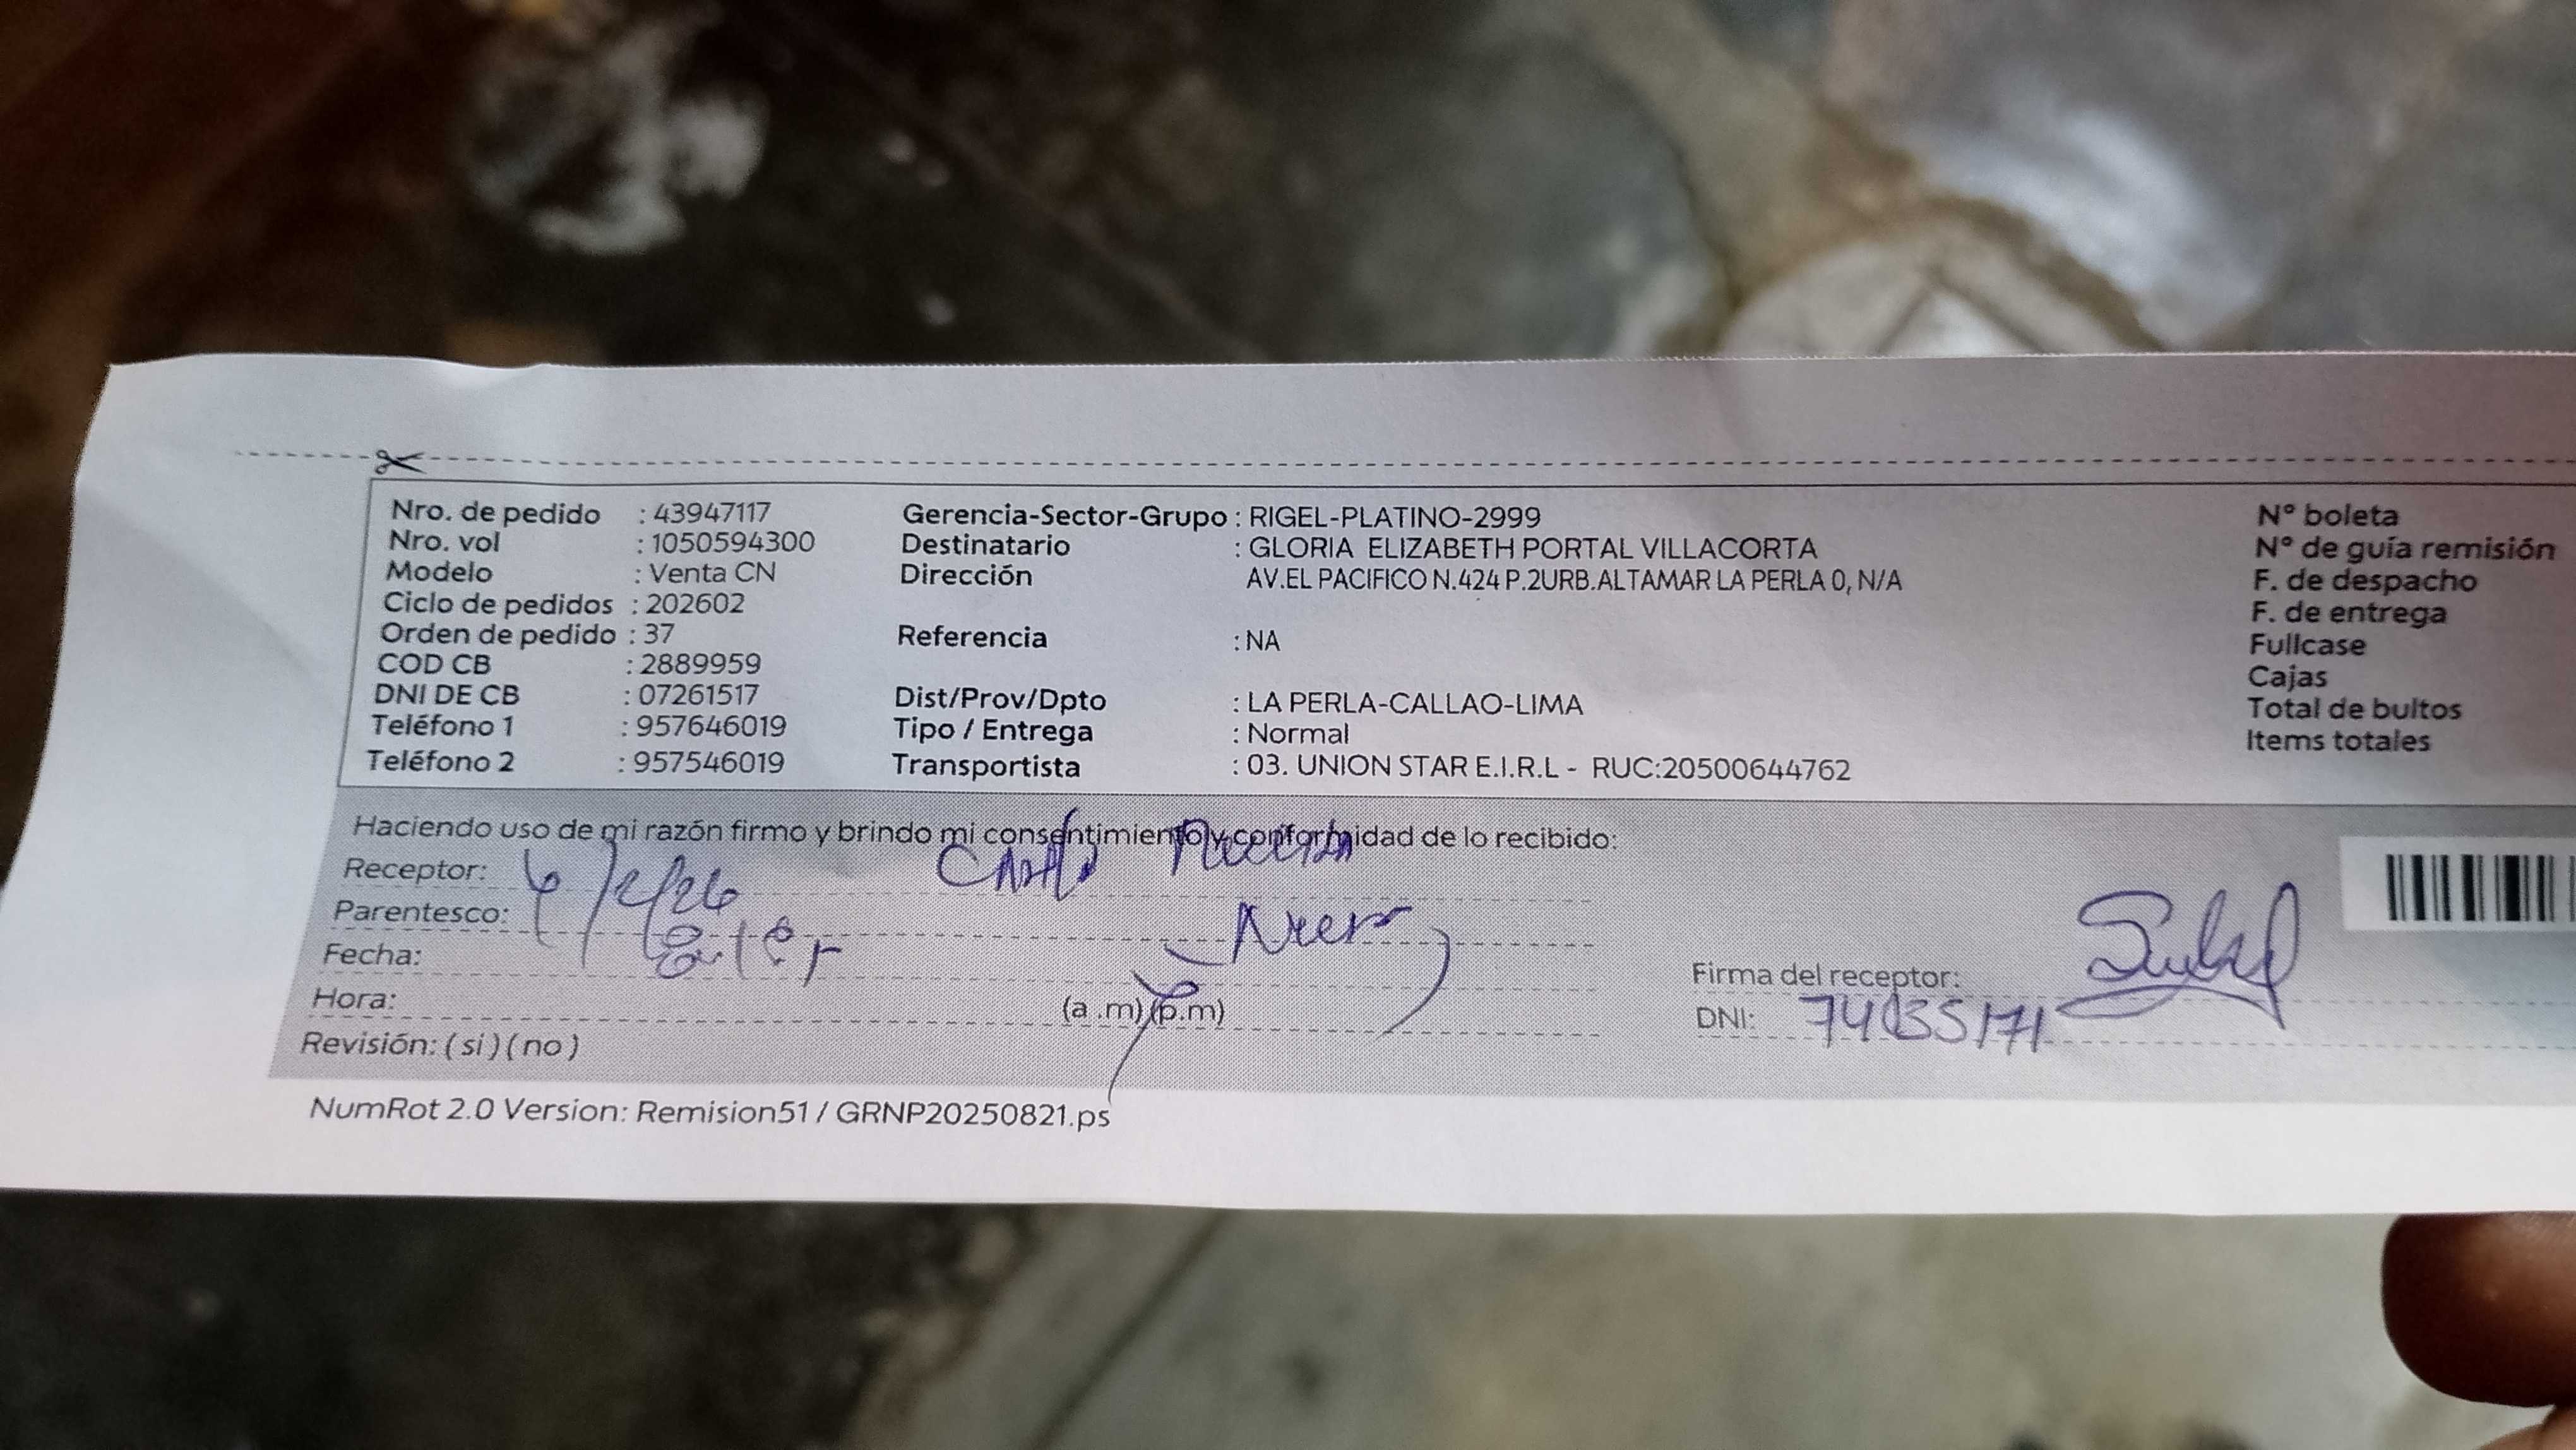 Nro. de pedido : 43947117
Nro. vol : 1050594300
Modelo : Venta CN
Ciclo de pedidos : 202602
Orden de pedido : 37
COD CB : 2889959
DNI DE CB : 07261517
Teléfono 1 : 957646019
Teléfono 2 : 957546019
Gerencia-Sector-Grupo : RIGEL-PLATINO-2999
Destinatario : GLORIA ELIZABETH PORTAL VILLACORTA
Dirección AV.EL PACIFICO N.424 P.2URB.ALTAMAR LA PERLA 0, N/A
Referencia : NA
Dist/Prov/Dpto : LA PERLA-CALLAO-LIMA
Tipo / Entrega : Normal
Transportista : 03. UNION STAR E.I.R.L - RUC:20500644762
N° boleta
N° de guía remisión
F. de despacho
F. de entrega
Fullcase
Cajas
Total de bultos
Items totales
Haciendo uso de mi razón firmo y brindo mi consentimiento y conformidad de lo recibido:
Receptor:
Parentesco: 6/2/26
Fecha:
Hora: (a.m) (p.m)
Revisión: (si) (no)
Firma del receptor:
DNI:
NumRot 2.0 Version: Remision51 / GRNP20250821.ps